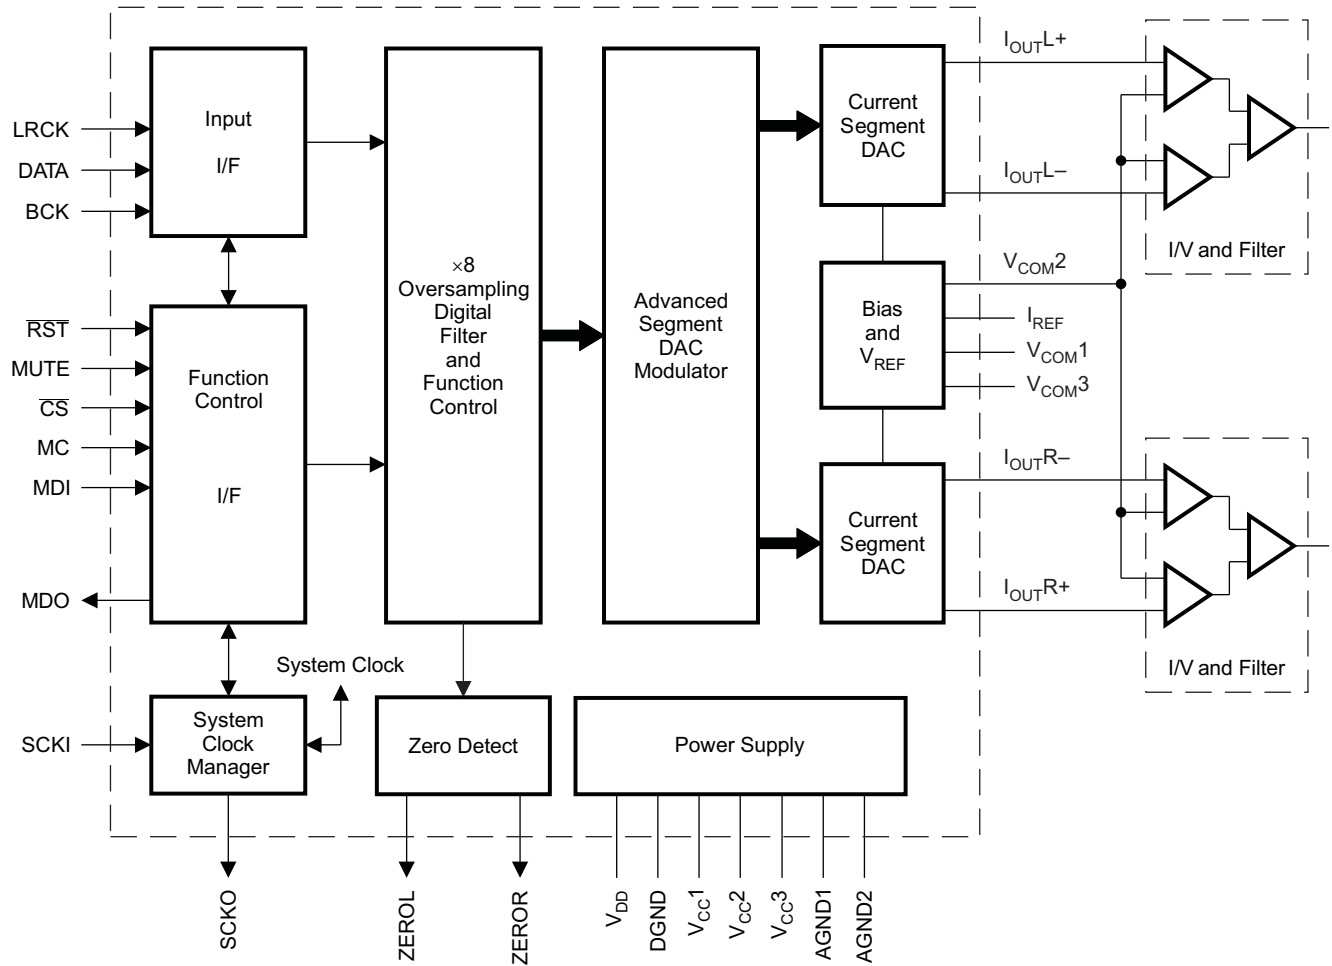 LRCK
DATA
BCK
RST
MUTE
CS
MC
MDI
MDO
SCKI
Input
I/F
Function
Control
I/F
System
Clock
Manager
System Clock
×8
Oversampling
Digital
Filter
and
Function
Control
Zero Detect
Advanced
Segment
DAC
Modulator
Power Supply
Current
Segment
DAC
Bias
and
VREF
Current
Segment
DAC
IOUTL+
IOUTL–
VCOM2
IREF
VCOM1
VCOM3
IOUTR–
IOUTR+
I/V and Filter
I/V and Filter
SCKO
ZEROL
ZEROR
VDD
DGND
VCC1
VCC2
VCC3
AGND1
AGND2